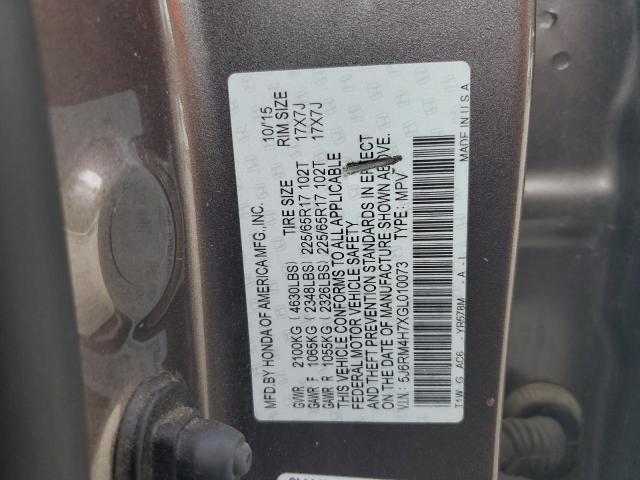 MFD.BY HONDA OF AMERICA MFG.,INC. 10/15
TIRE SIZE RIM SIZE
GVWR 2100KG ( 4630LBS)
GAWR F 1065KG ( 2348LBS) 225/65R17 102T 17X7J
GAWR R 1055KG ( 2326LBS) 225/65R17 102T 17X7J
THIS VEHICLE CONFORMS TO ALL APPLICABLE
FEDERAL MOTOR VEHICLE SAFETY
AND THEFT PREVENTION STANDARDS IN EFFECT
ON THE DATE OF MANUFACTURE SHOWN ABOVE.
V.I.N : 5J6RM4H7XGL010073 TYPE: MPV
T1W G AC6 - YR578M - A - I MADE IN U S A